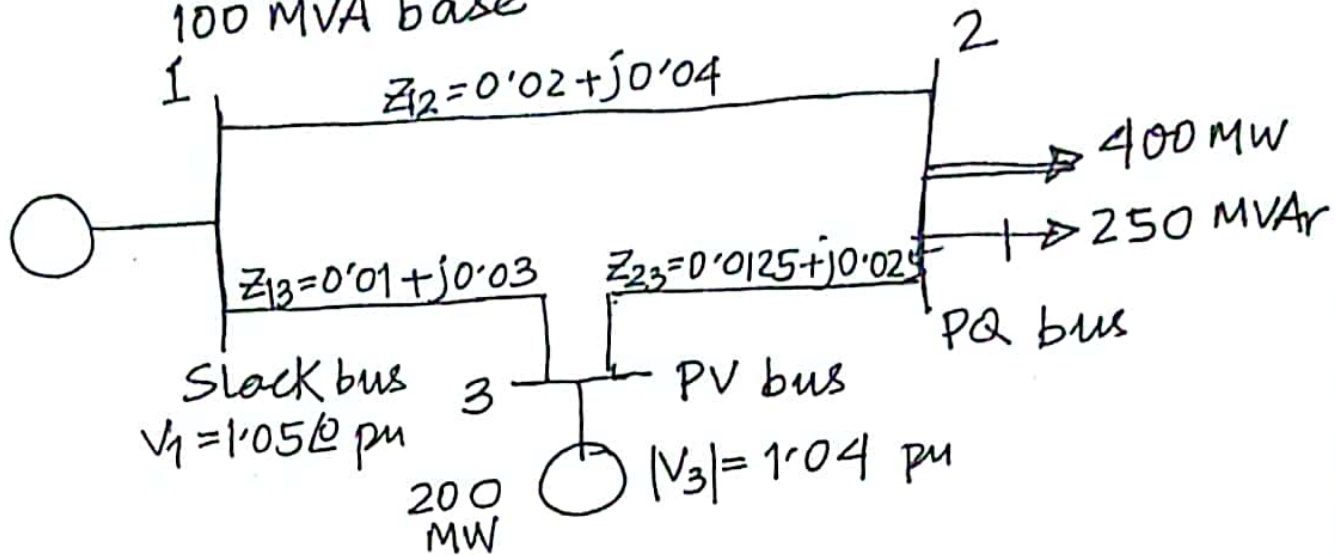 100 MVA base
1
2
Z12=0'02+j0'04
400 MW
250 MVAr
Z13=0'01+j0·03
Z23=0'0125+j0·025
PQ bus
Slack bus
3
PV bus
V1=1'05∠0 pu
|V3|= 1·04 pu
200
MW